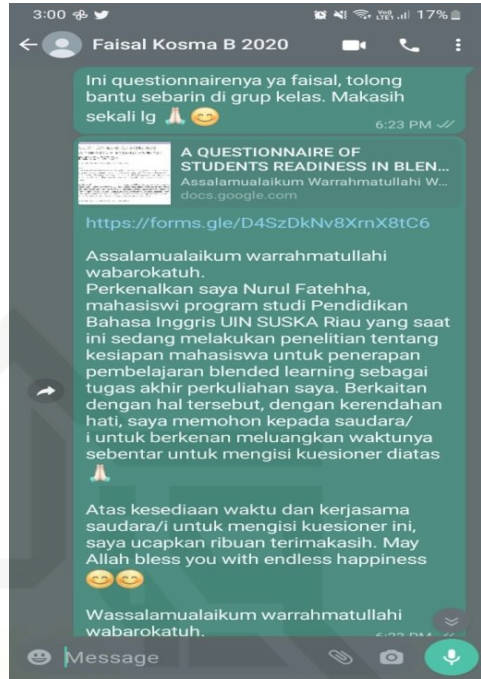 3:00
17%
Faisal Kosma B 2020
Ini questionnairenya ya faisal, tolong
bantu sebarin di grup kelas. Makasih
sekali lg
6:23 PM
A QUESTIONNAIRE OF
STUDENTS READINESS IN BLEN...
Assalamualaikum Warrahmatullahi W...
docs.google.com
https://forms.gle/D4SzDkNv8XrnX8tC6
Assalamualaikum warrahmatullahi
wabarokatuh.
Perkenalkan saya Nurul Fatehha,
mahasiswi program studi Pendidikan
Bahasa Inggris UIN SUSKA Riau yang saat
ini sedang melakukan penelitian tentang
kesiapan mahasiswa untuk penerapan
pembelajaran blended learning sebagai
tugas akhir perkuliahan saya. Berkaitan
dengan hal tersebut, dengan kerendahan
hati, saya memohon kepada saudara/
i untuk berkenan meluangkan waktunya
sebentar untuk mengisi kuesioner diatas
Atas kesediaan waktu dan kerjasama
saudara/i untuk mengisi kuesioner ini,
saya ucapkan ribuan terimakasih. May
Allah bless you with endless happiness
Wassalamualaikum warrahmatullahi
wabarokatuh.
6:23 PM
Message